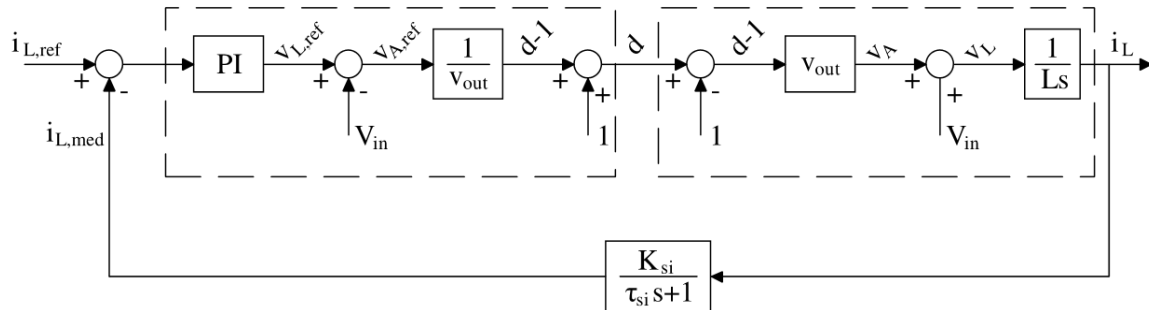 i_L,ref
+
-
i_L,med
PI
v_L,ref
+
-
V_in
v_A,ref
1
v_out
d-1
+
+
1
d
+
-
1
d-1
v_out
v_A
+
+
V_in
v_L
1
Ls
i_L
K_si
τ_si s+1